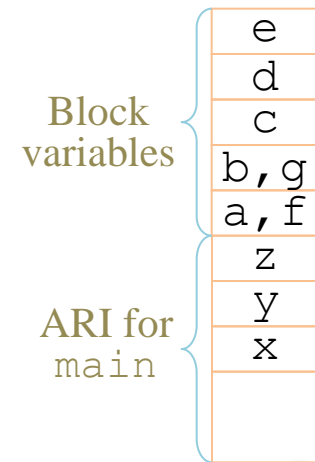 e
d
Block
variables
c
b,g
a,f
z
y
ARI for
main
x